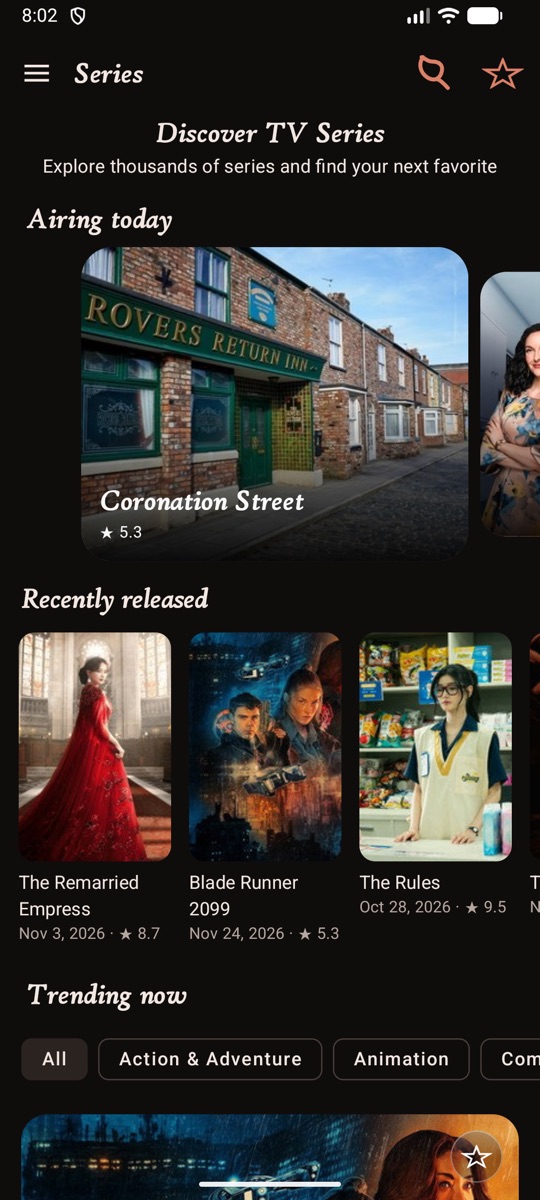 8:02
Series
Discover TV Series
Explore thousands of series and find your next favorite
Airing today
ROVERS RETURN INN
Coronation Street
★ 5.3
Recently released
The Remarried
Empress
Nov 3, 2026 · ★ 8.7
Blade Runner
2099
Nov 24, 2026 · ★ 5.3
The Rules
Oct 28, 2026 · ★ 9.5
T
N
Trending now
All
Action & Adventure
Animation
Com